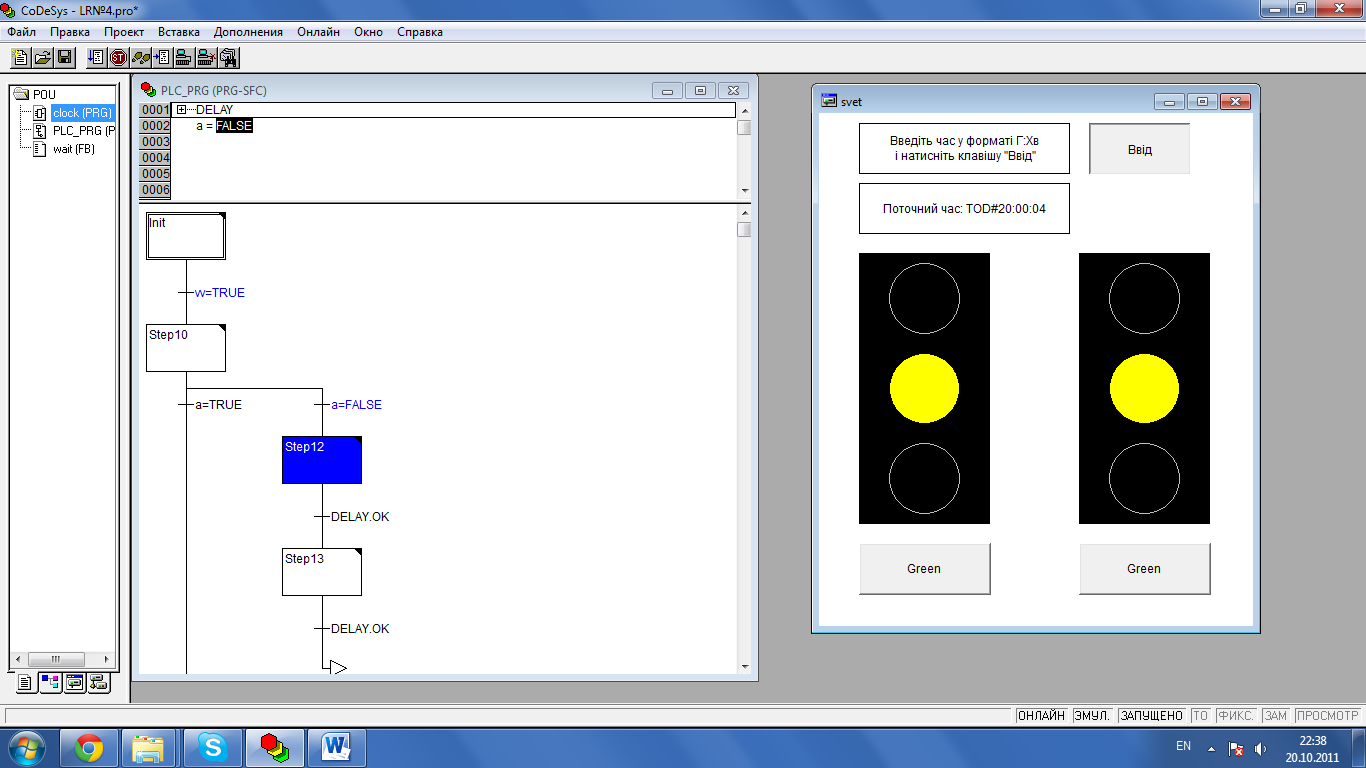 CoDeSys - LRNº4.pro*
Файл Правка Проект Вставка Дополнения Онлайн Окно Справка
POU
clock (PRG)
PLC_PRG (P
wait (FB)
PLC_PRG (PRG-SFC)
0001 DELAY
0002 a = FALSE
0003
0004
0005
0006
Init
w=TRUE
Step10
a=TRUE a=FALSE
Step12
DELAY.OK
Step13
DELAY.OK
svet
Введіть час у форматі Г:Хв
і натисніть клавішу "Ввід"
Ввід
Поточний час: TOD#20:00:04
Green Green
ОНЛАЙН ЭМУЛ. ЗАПУЩЕНО ТО ФИКС. ЗАМ ПРОСМОТР
EN
22:38
20.10.2011